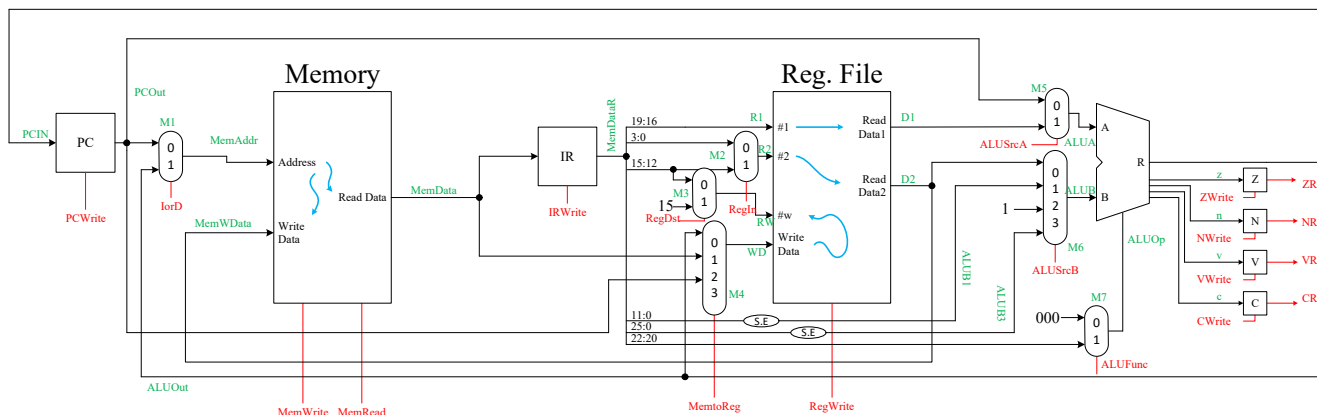 Memory
Reg. File
PCOut
M1
MemAddr
PCIN
PC
0
1
Address
Read Data
Write
Data
MemWData
IorD
PCWrite
MemData
IR
IRWrite
MemDataR
19:16
3:0
15:12
R1
M2
R2
0
1
M3
0
1
15
RegDst
RegIn
RW
0
1
2
3
WD
M4
#1
Read
Data1
#2
Read
Data2
#w
Write
Data
D1
D2
M5
0
1
ALUSrcA
ALUA
0
1
2
3
1
ALUB
M6
ALUSrcB
A
B
R
z
Z
ZR
ZWrite
n
N
NR
NWrite
v
V
VR
VWrite
c
C
CR
CWrite
ALUOp
ALUB1
ALUB3
M7
000
0
1
ALUFunc
11:0
S.E
25:0
S.E
22:20
ALUOut
MemWrite
MemRead
MemtoReg
RegWrite